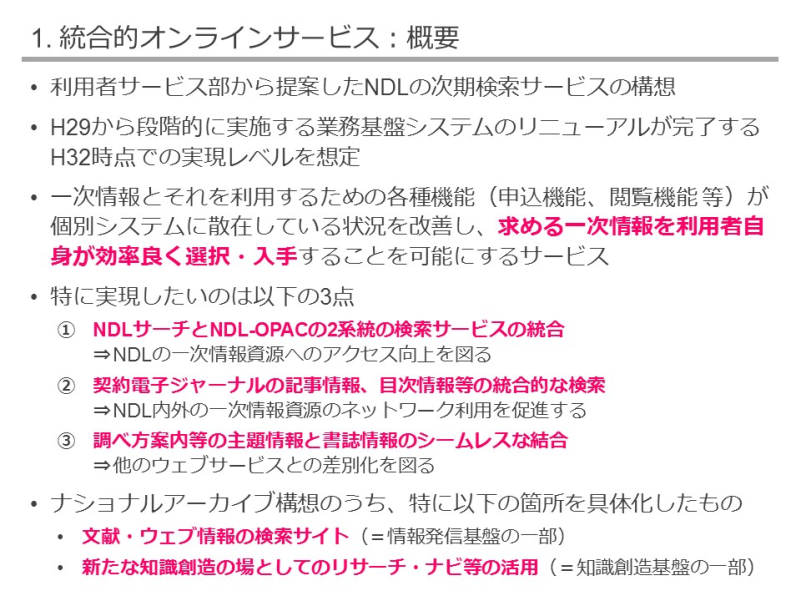 1. 統合的オンラインサービス：概要
• 利用者サービス部から提案したNDLの次期検索サービスの構想
• H29から段階的に実施する業務基盤システムのリニューアルが完了する
H32時点での実現レベルを想定
• 一次情報とそれを利用するための各種機能（申込機能、閲覧機能 等）が
個別システムに散在している状況を改善し、求める一次情報を利用者自
身が効率良く選択・入手することを可能にするサービス
• 特に実現したいのは以下の3点
① NDLサーチとNDL-OPACの2系統の検索サービスの統合
⇒NDLの一次情報資源へのアクセス向上を図る
② 契約電子ジャーナルの記事情報、目次情報等の統合的な検索
⇒NDL内外の一次情報資源のネットワーク利用を促進する
③ 調べ方案内等の主題情報と書誌情報のシームレスな結合
⇒他のウェブサービスとの差別化を図る
• ナショナルアーカイブ構想のうち、特に以下の箇所を具体化したもの
• 文献・ウェブ情報の検索サイト（＝情報発信基盤の一部）
• 新たな知識創造の場としてのリサーチ・ナビ等の活用（＝知識創造基盤の一部）